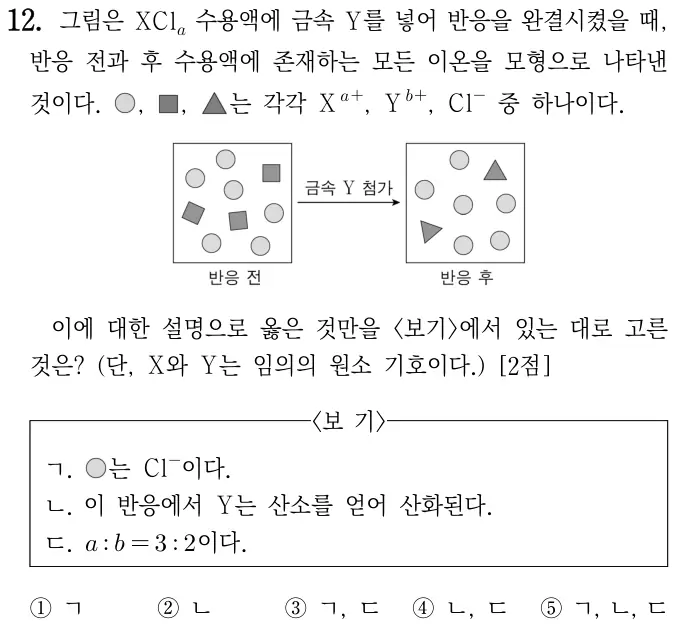 12. 그림은 XClₐ 수용액에 금속 Y를 넣어 반응을 완결시켰을 때,
반응 전과 후 수용액에 존재하는 모든 이온을 모형으로 나타낸
것이다. ○, ■, ▲는 각각 Xᵃ⁺, Yᵇ⁺, Cl⁻ 중 하나이다.
금속 Y 첨가
반응 전
반응 후
이에 대한 설명으로 옳은 것만을 〈보기〉에서 있는 대로 고른
것은? (단, X와 Y는 임의의 원소 기호이다.) [2점]
〈보 기〉
ㄱ. ○는 Cl⁻이다.
ㄴ. 이 반응에서 Y는 산소를 얻어 산화된다.
ㄷ. a : b = 3 : 2이다.
① ㄱ ② ㄴ ③ ㄱ, ㄷ ④ ㄴ, ㄷ ⑤ ㄱ, ㄴ, ㄷ